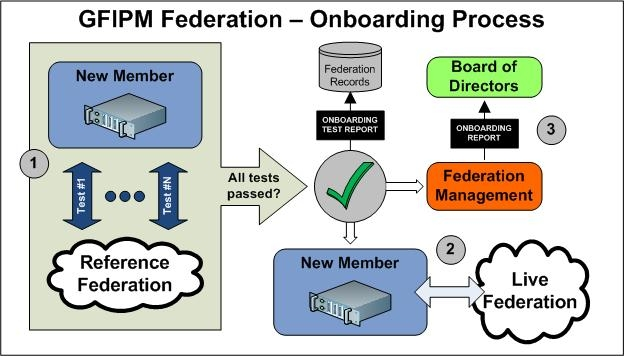 GFIPM Federation – Onboarding Process
New Member
1
Test #1
Test #N
Reference
Federation
All tests
passed?
Federation
Records
ONBOARDING
TEST REPORT
Board of
Directors
ONBOARDING
REPORT
3
Federation
Management
New Member
2
Live
Federation